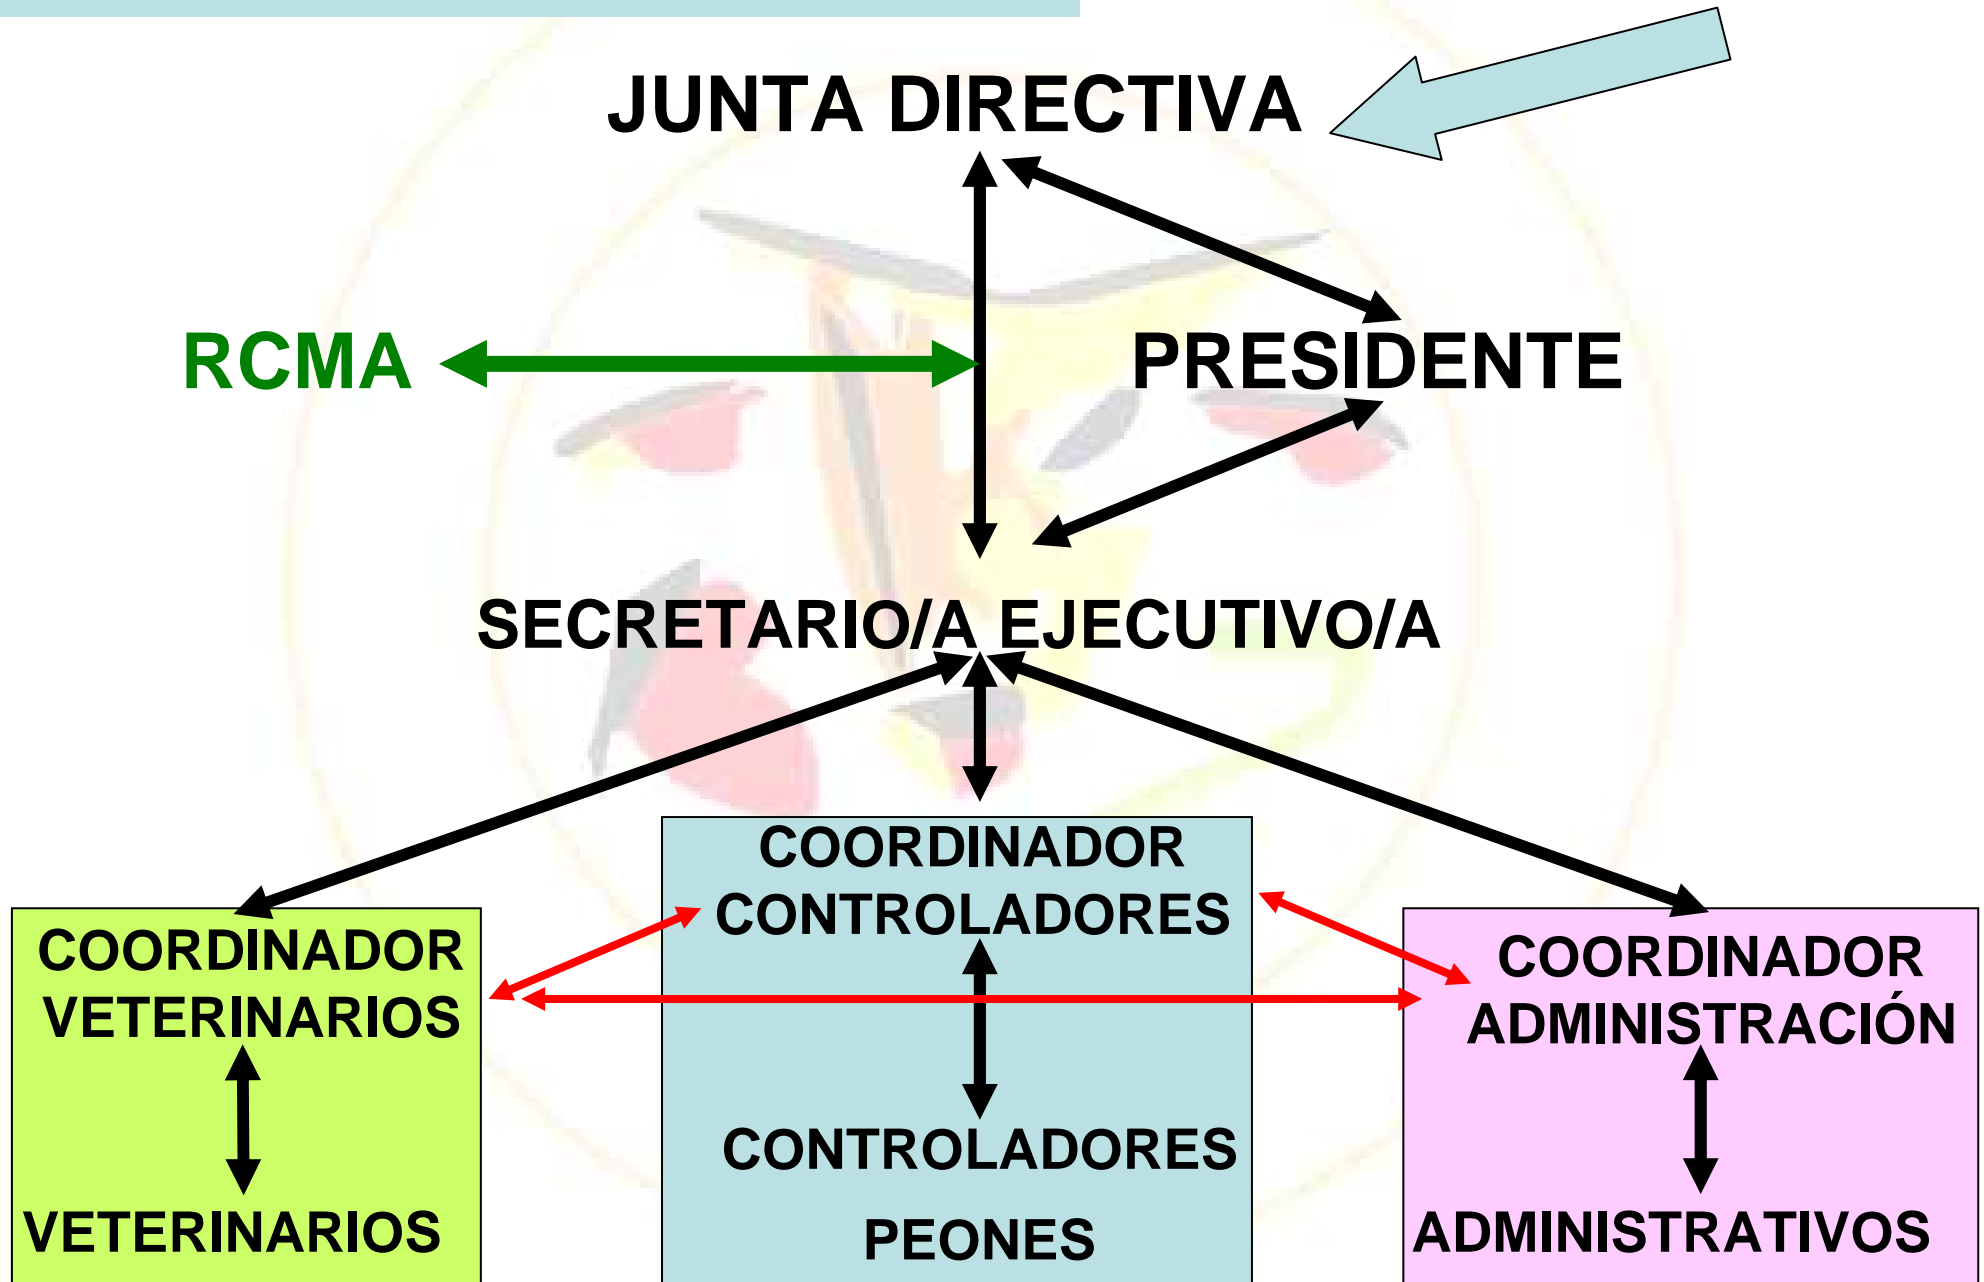 JUNTA DIRECTIVA
RCMA
PRESIDENTE
SECRETARIO/A EJECUTIVO/A
COORDINADOR
VETERINARIOS
VETERINARIOS
COORDINADOR
CONTROLADORES
CONTROLADORES
PEONES
COORDINADOR
ADMINISTRACIÓN
ADMINISTRATIVOS